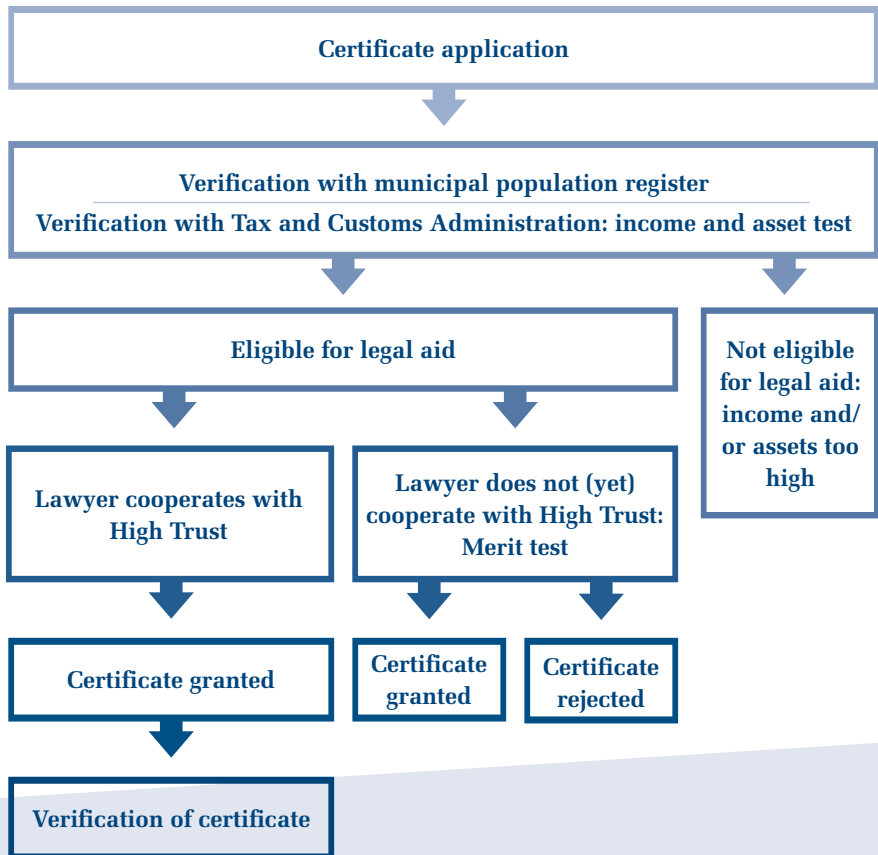 Certificate application
Verification with municipal population register
Verification with Tax and Customs Administration: income and asset test
Eligible for legal aid
Not eligible
for legal aid:
income and/
or assets too
high
Lawyer cooperates with
High Trust
Lawyer does not (yet)
cooperate with High Trust:
Merit test
Certificate granted
Certificate
granted
Certificate
rejected
Verification of certificate